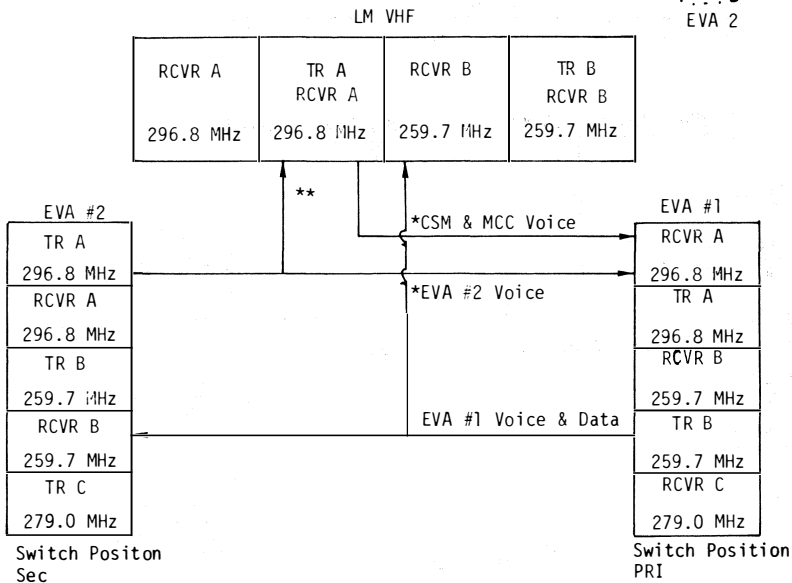 EVA 2
LM VHF
RCVR A
296.8 MHz
TR A
RCVR A
296.8 MHz
RCVR B
259.7 MHz
TR B
RCVR B
259.7 MHz
**
EVA #2
TR A
296.8 MHz
RCVR A
296.8 MHz
TR B
259.7 MHz
RCVR B
259.7 MHz
TR C
279.0 MHz
Switch Positon
Sec
*CSM & MCC Voice
*EVA #2 Voice
EVA #1 Voice & Data
EVA #1
RCVR A
296.8 MHz
TR A
296.8 MHz
RCVR B
259.7 MHz
TR B
259.7 MHz
RCVR C
279.0 MHz
Switch Position
PRI